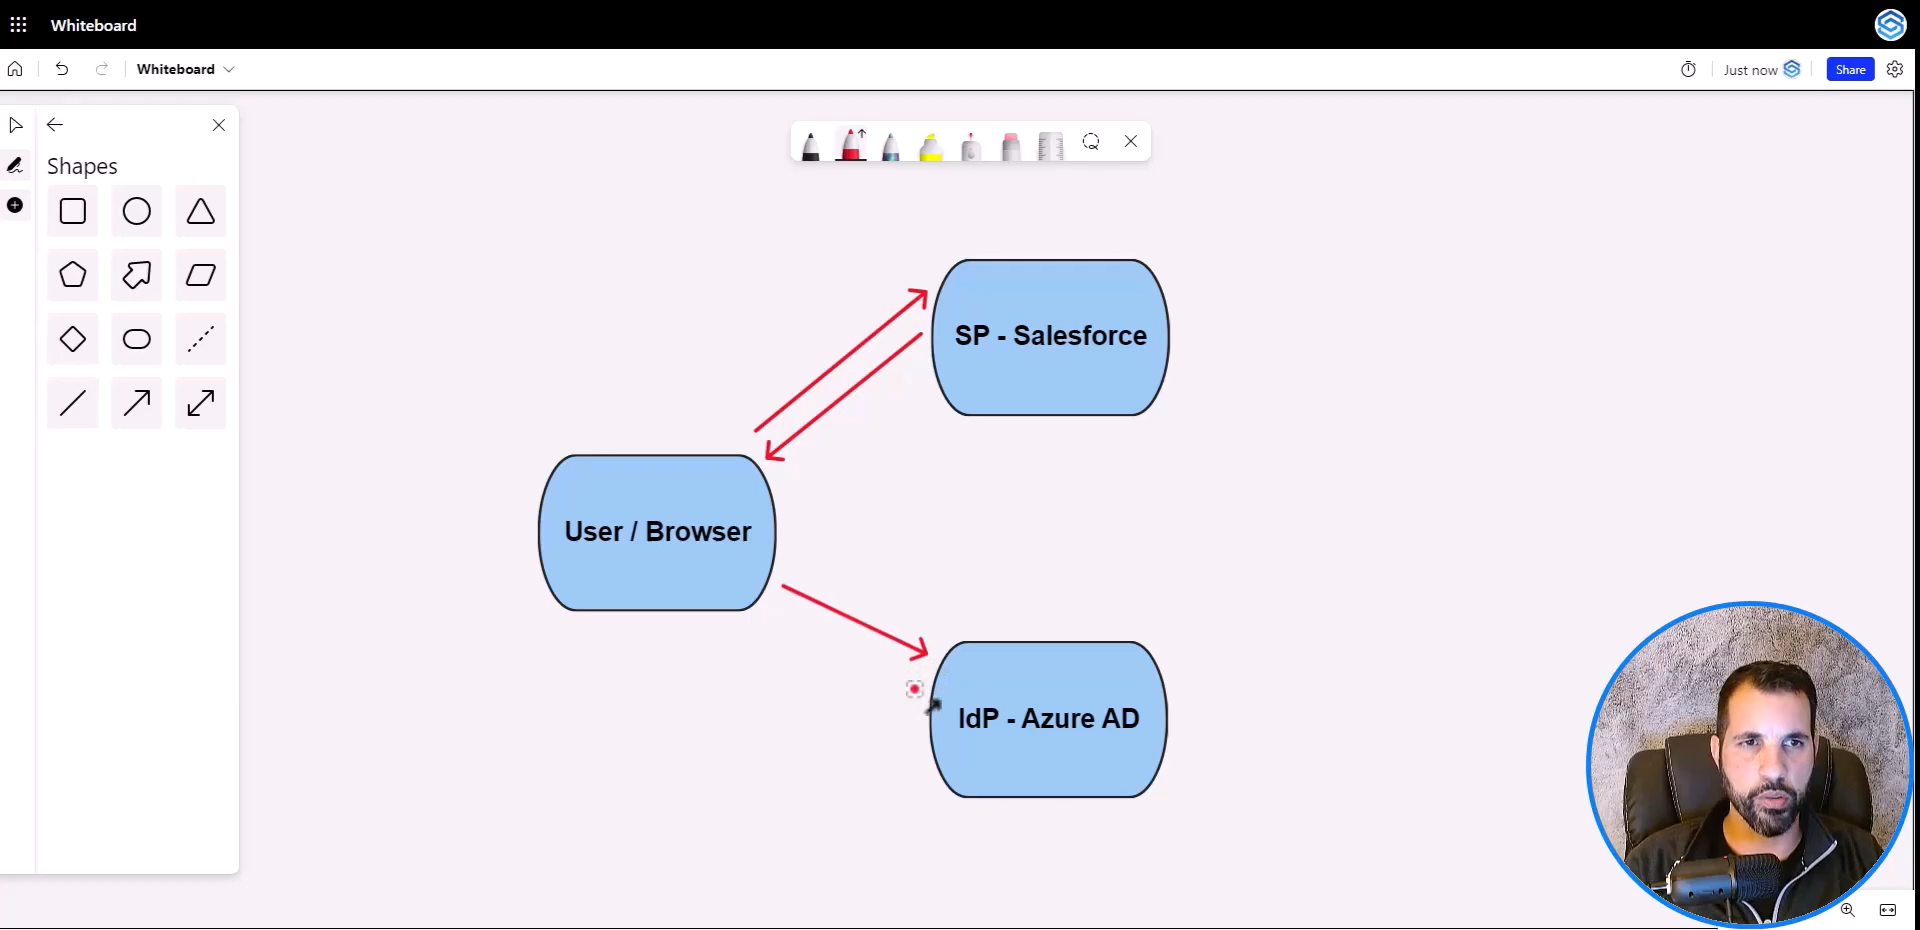 Whiteboard
Whiteboard
Just now
Share
Shapes
SP - Salesforce
User / Browser
IdP - Azure AD